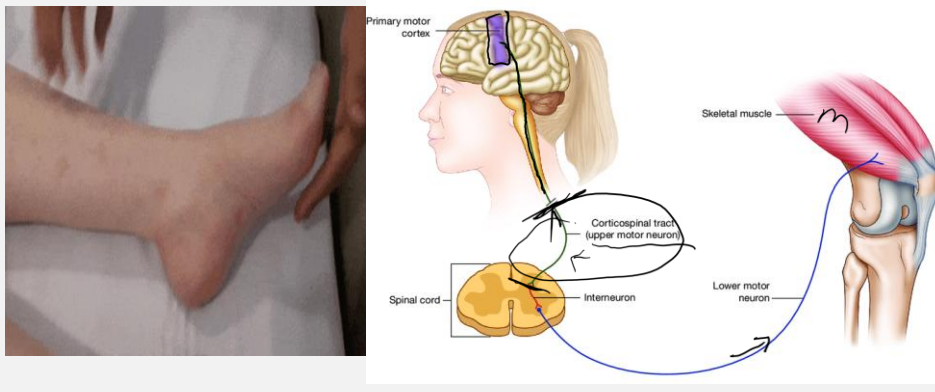 Primary motor
cortex
Skeletal muscle
m
Corticospinal tract
(upper motor neuron)
Spinal cord
Interneuron
Lower motor
neuron